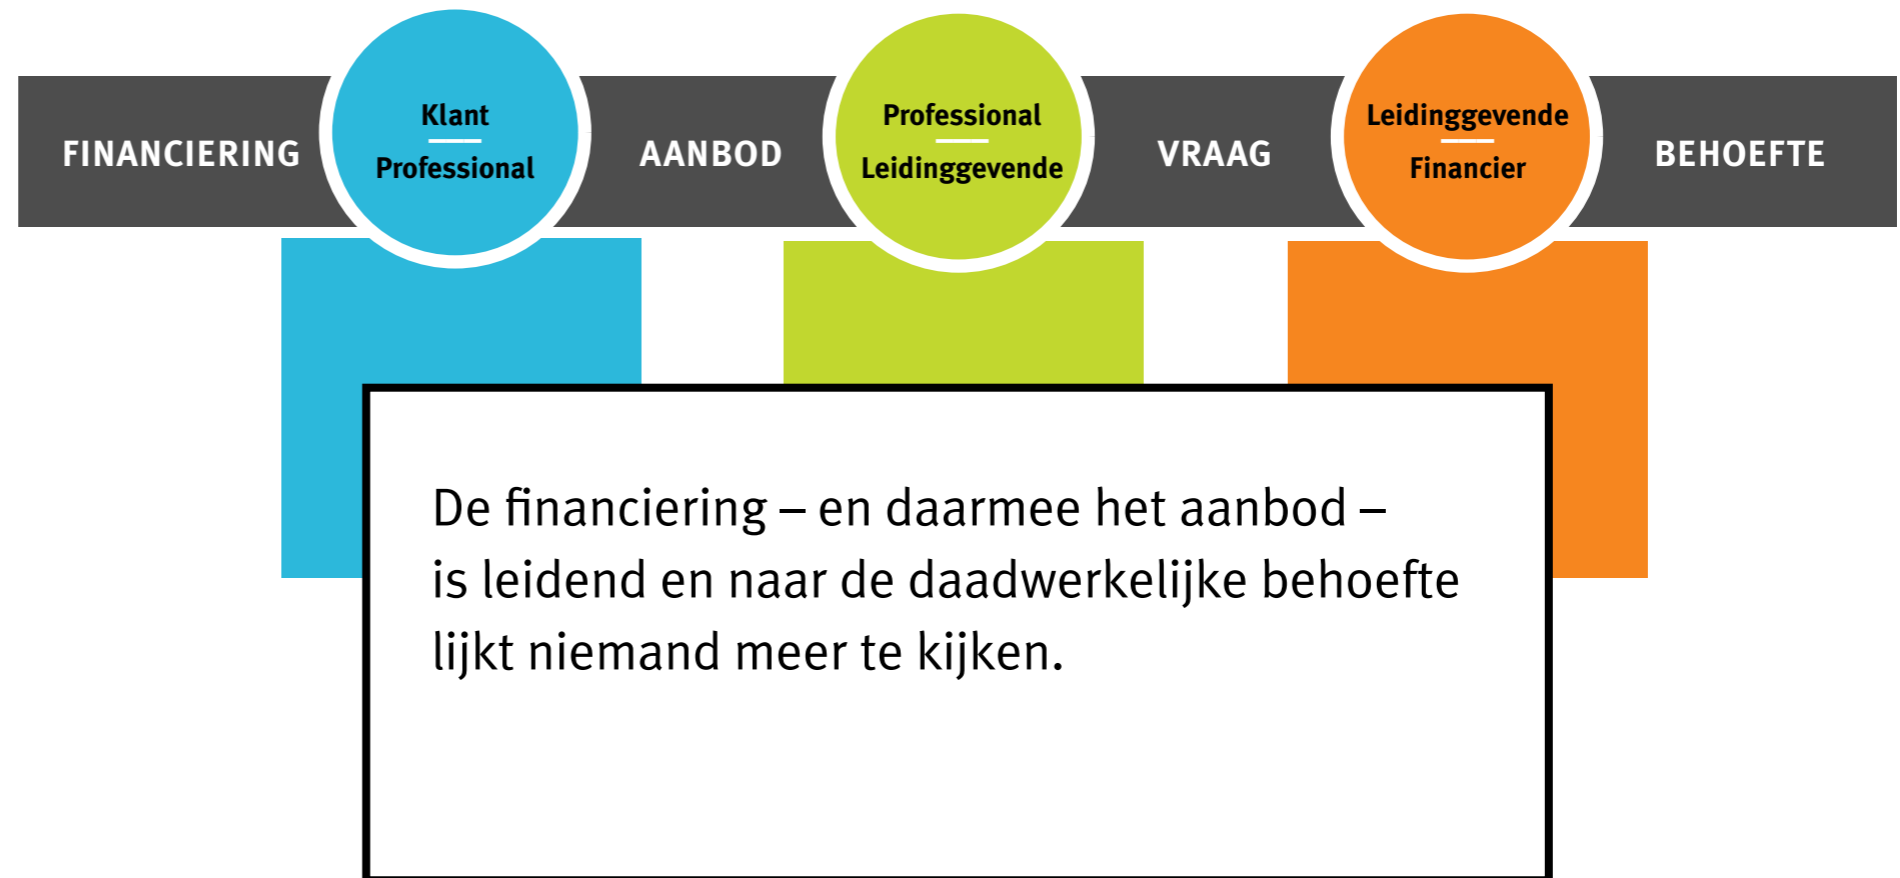 FINANCIERING
Klant
Professional
AANBOD
Professional
Leidinggevende
VRAAG
Leidinggevende
Financier
BEHOEFTE
De financiering – en daarmee het aanbod –
is leidend en naar de daadwerkelijke behoefte
lijkt niemand meer te kijken.